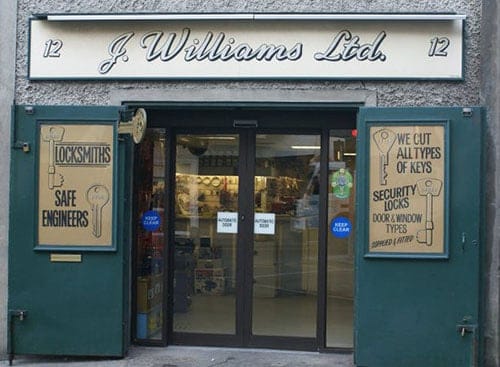 12 J. Williams Ltd. 12
LOCKSMITHS
SAFE
ENGINEERS
KEEP
CLEAR
AUTOMATIC
DOOR
AUTOMATIC
DOOR
KEEP
CLEAR
WE CUT
ALL TYPES
OF KEYS
SECURITY
LOCKS
DOOR & WINDOW
TYPES
SUPPLIED & FITTED